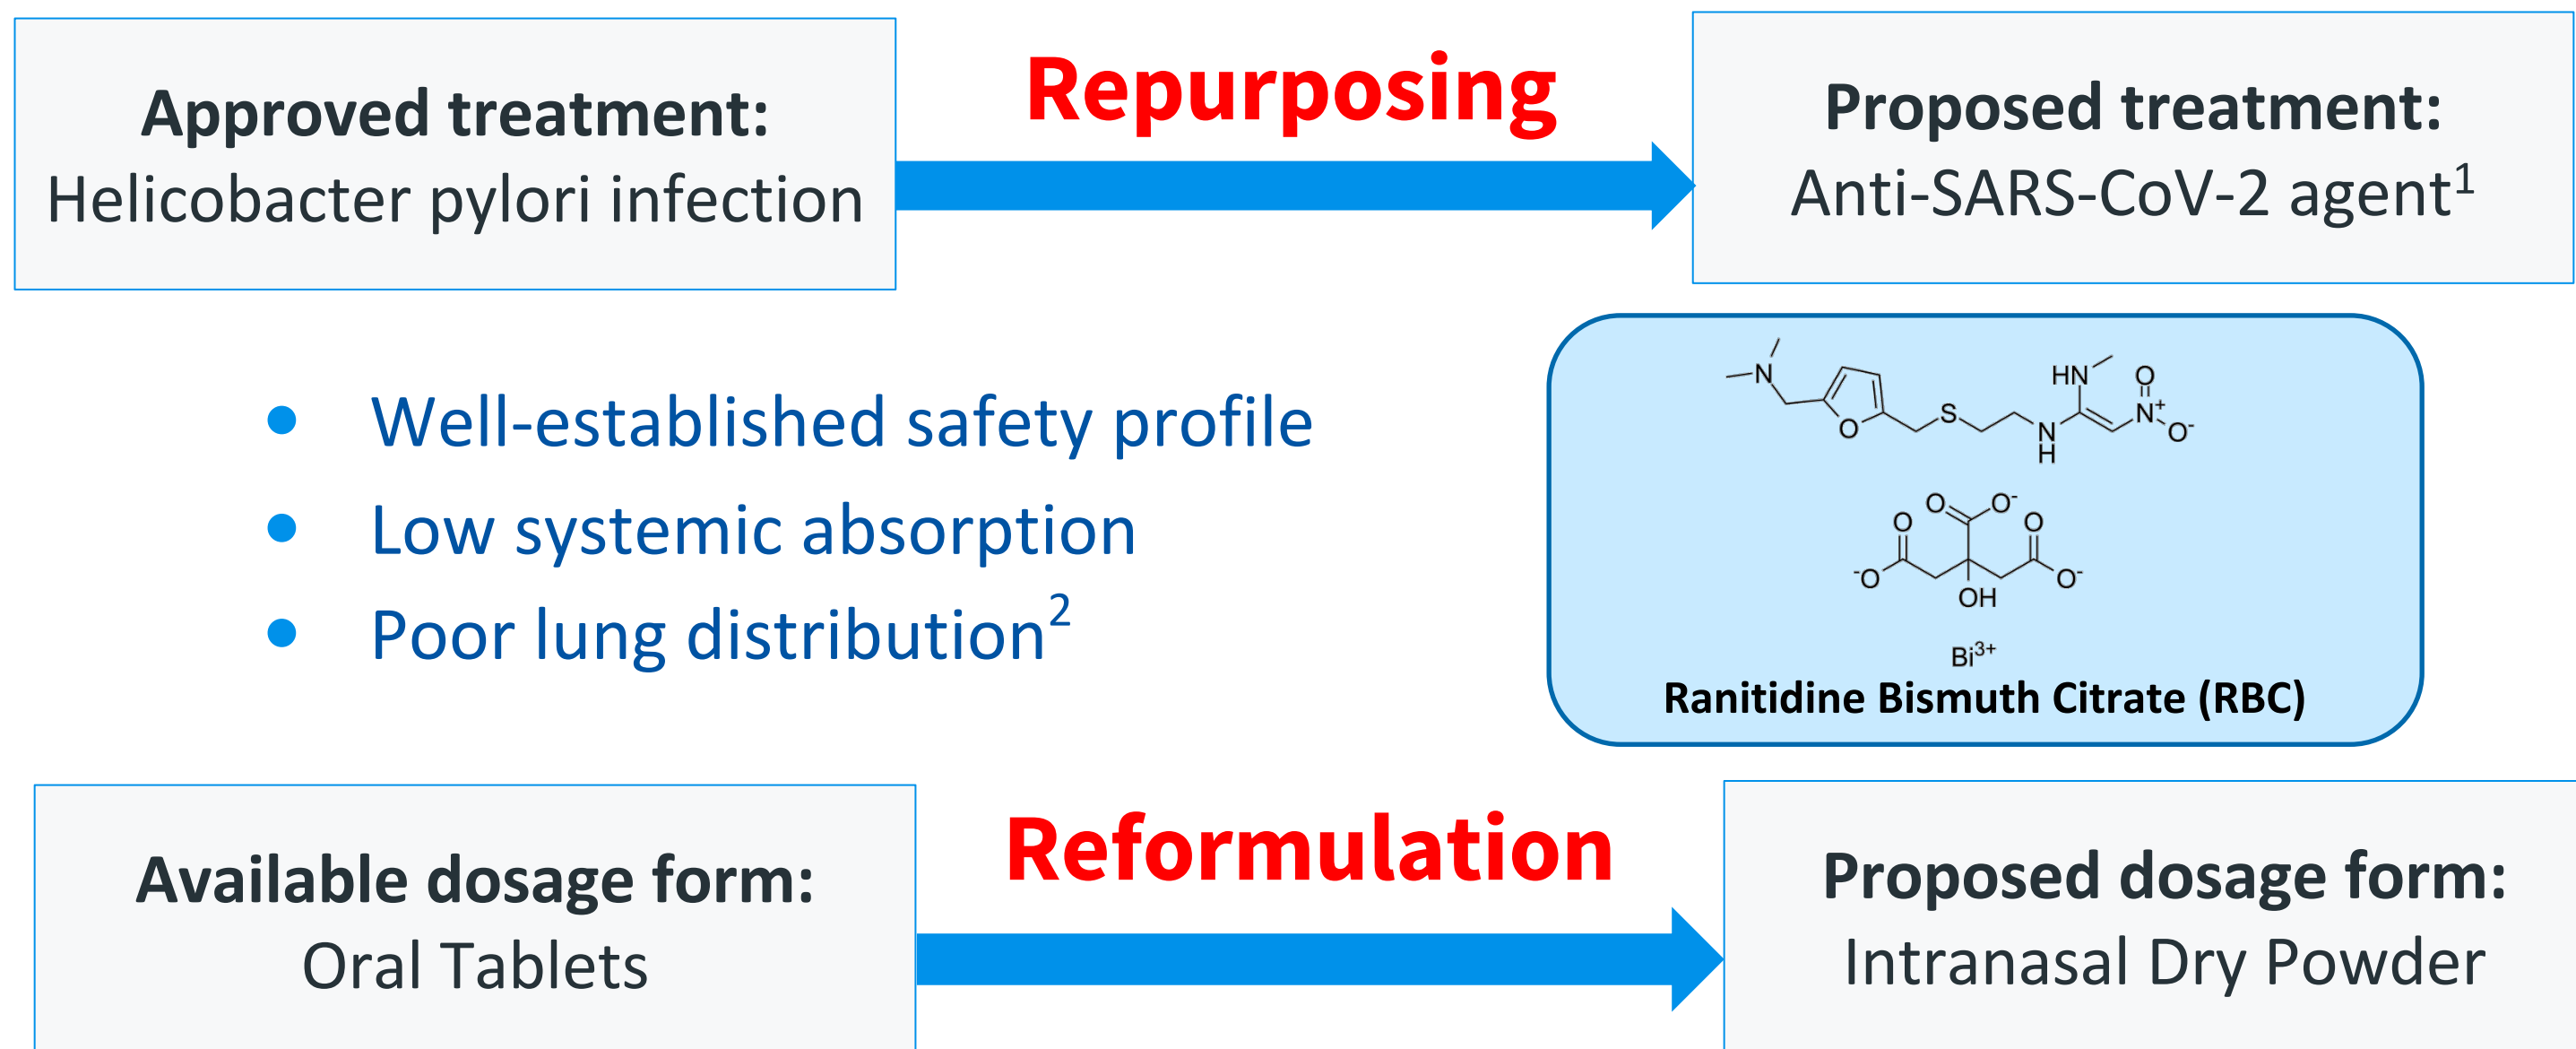 Approved treatment:
Helicobacter pylori infection
Repurposing
Proposed treatment:
Anti-SARS-CoV-2 agent¹
• Well-established safety profile
• Low systemic absorption
• Poor lung distribution²
N
O
S
N
H
HN
N⁺
O
O⁻
O
O⁻
O
⁻O
O
O⁻
OH
Bi³⁺
Ranitidine Bismuth Citrate (RBC)
Available dosage form:
Oral Tablets
Reformulation
Proposed dosage form:
Intranasal Dry Powder